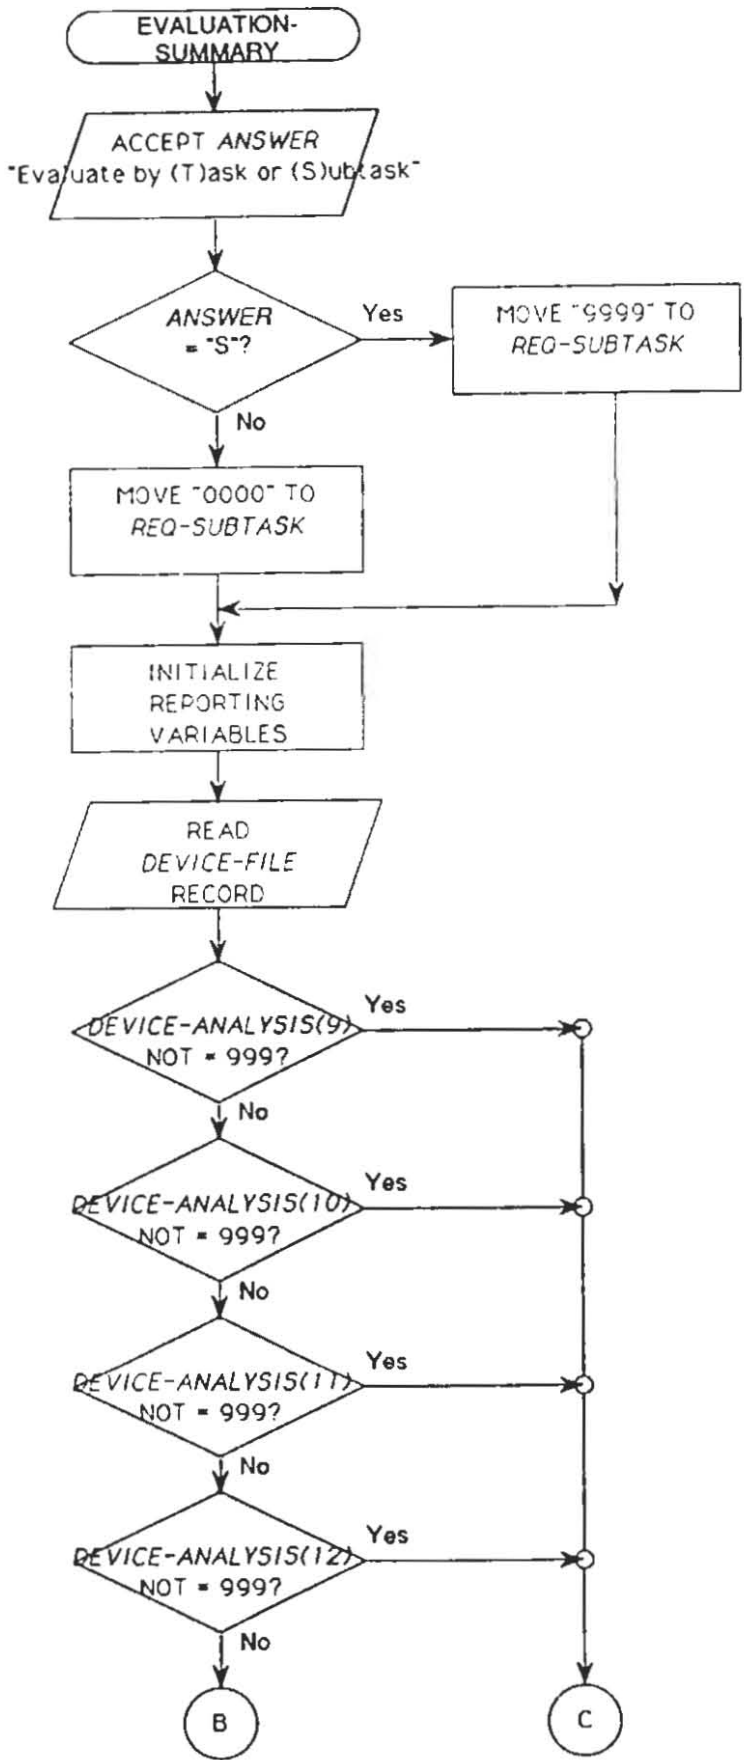 EVALUATION-
SUMMARY
ACCEPT ANSWER
"Evaluate by (T)ask or (S)ubtask"
ANSWER
= "S"?
Yes
MOVE "9999" TO
REQ-SUBTASK
No
MOVE "0000" TO
REQ-SUBTASK
INITIALIZE
REPORTING
VARIABLES
READ
DEVICE-FILE
RECORD
DEVICE-ANALYSIS(9)
NOT = 999?
Yes
No
DEVICE-ANALYSIS(10)
NOT = 999?
Yes
No
DEVICE-ANALYSIS(11)
NOT = 999?
Yes
No
DEVICE-ANALYSIS(12)
NOT = 999?
Yes
No
B
C